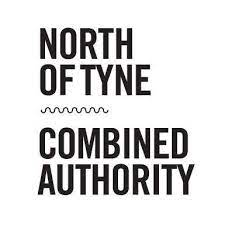 NORTH
OF TYNE
COMBINED
AUTHORITY